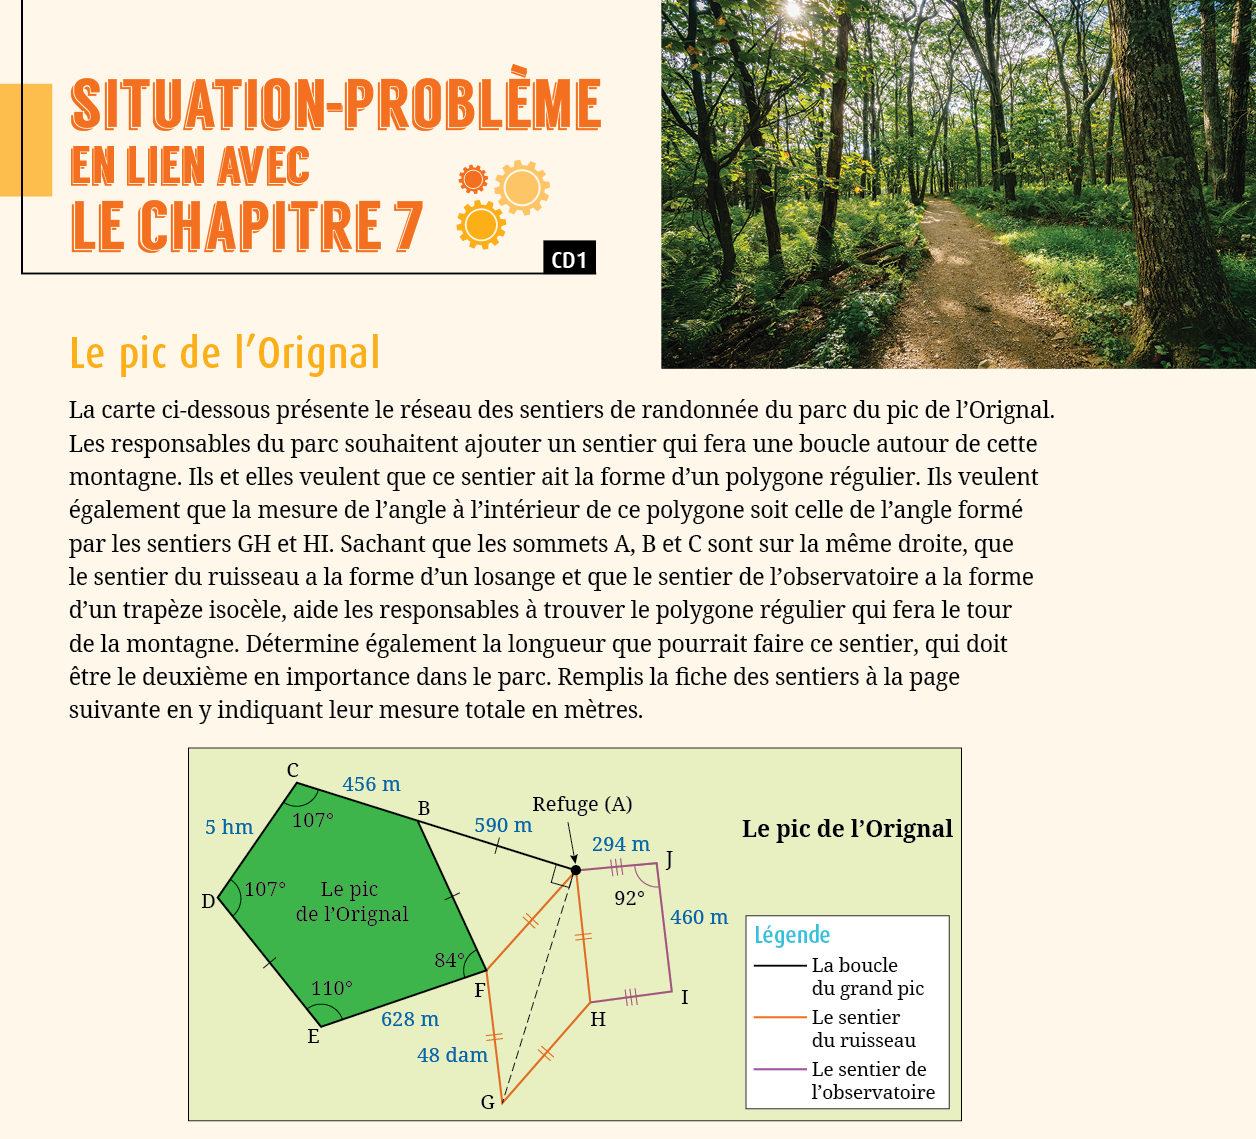 SITUATION-PROBLÈME
EN LIEN AVEC
LE CHAPITRE 7
CD1
Le pic de l’Orignal
La carte ci-dessous présente le réseau des sentiers de randonnée du parc du pic de l’Orignal.
Les responsables du parc souhaitent ajouter un sentier qui fera une boucle autour de cette
montagne. Ils et elles veulent que ce sentier ait la forme d’un polygone régulier. Ils veulent
également que la mesure de l’angle à l’intérieur de ce polygone soit celle de l’angle formé
par les sentiers GH et HI. Sachant que les sommets A, B et C sont sur la même droite, que
le sentier du ruisseau a la forme d’un losange et que le sentier de l’observatoire a la forme
d’un trapèze isocèle, aide les responsables à trouver le polygone régulier qui fera le tour
de la montagne. Détermine également la longueur que pourrait faire ce sentier, qui doit
être le deuxième en importance dans le parc. Remplis la fiche des sentiers à la page
suivante en y indiquant leur mesure totale en mètres.
C
456 m
B
Refuge (A)
5 hm
107°
590 m
294 m
J
Le pic de l’Orignal
D
107°
Le pic
de l’Orignal
92°
460 m
84°
F
110°
E
628 m
48 dam
H
I
G
Légende
La boucle
du grand pic
Le sentier
du ruisseau
Le sentier de
l’observatoire